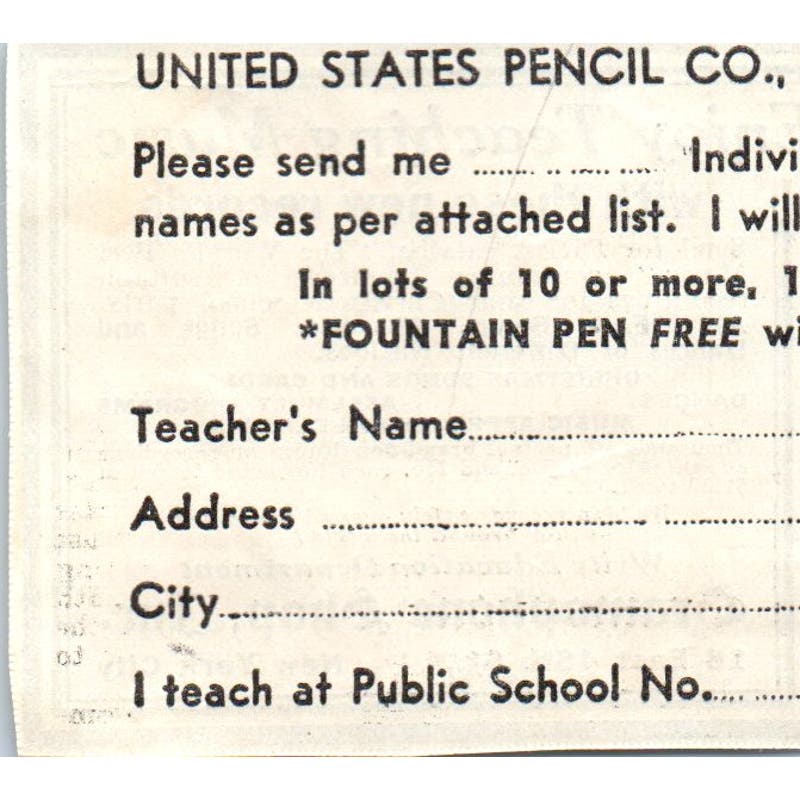 UNITED STATES PENCIL CO.,
Please send me ........ .. .... .... Indivi
names as per attached list. I will
In lots of 10 or more, 1
*FOUNTAIN PEN FREE wi
Teacher's Name................................
Address ................................
City................................
I teach at Public School No..........